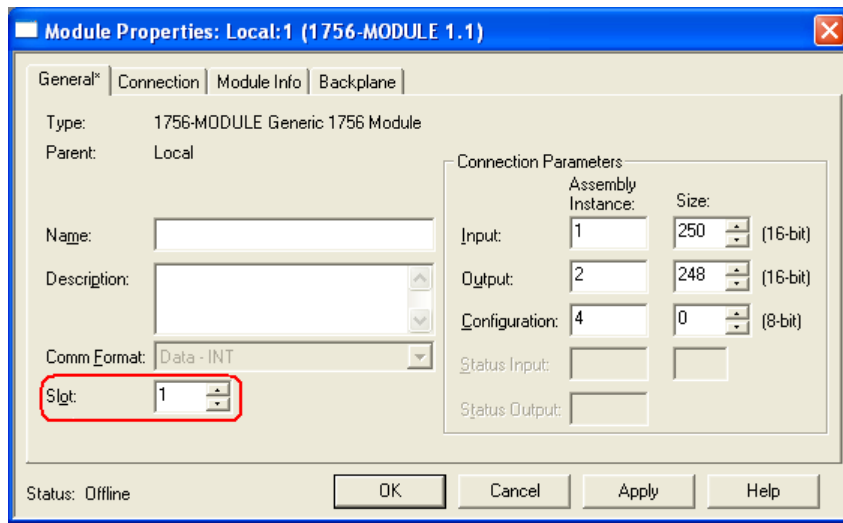 Module Properties: Local:1 (1756-MODULE 1.1)
General* Connection Module Info Backplane
Type: 1756-MODULE Generic 1756 Module
Parent: Local
Connection Parameters
Assembly Instance: Size:
Name:
Input: 1 250 (16-bit)
Description:
Output: 2 248 (16-bit)
Configuration: 4 0 (8-bit)
Comm Format: Data - INT
Status Input:
Slot: 1
Status Output:
Status: Offline OK Cancel Apply Help